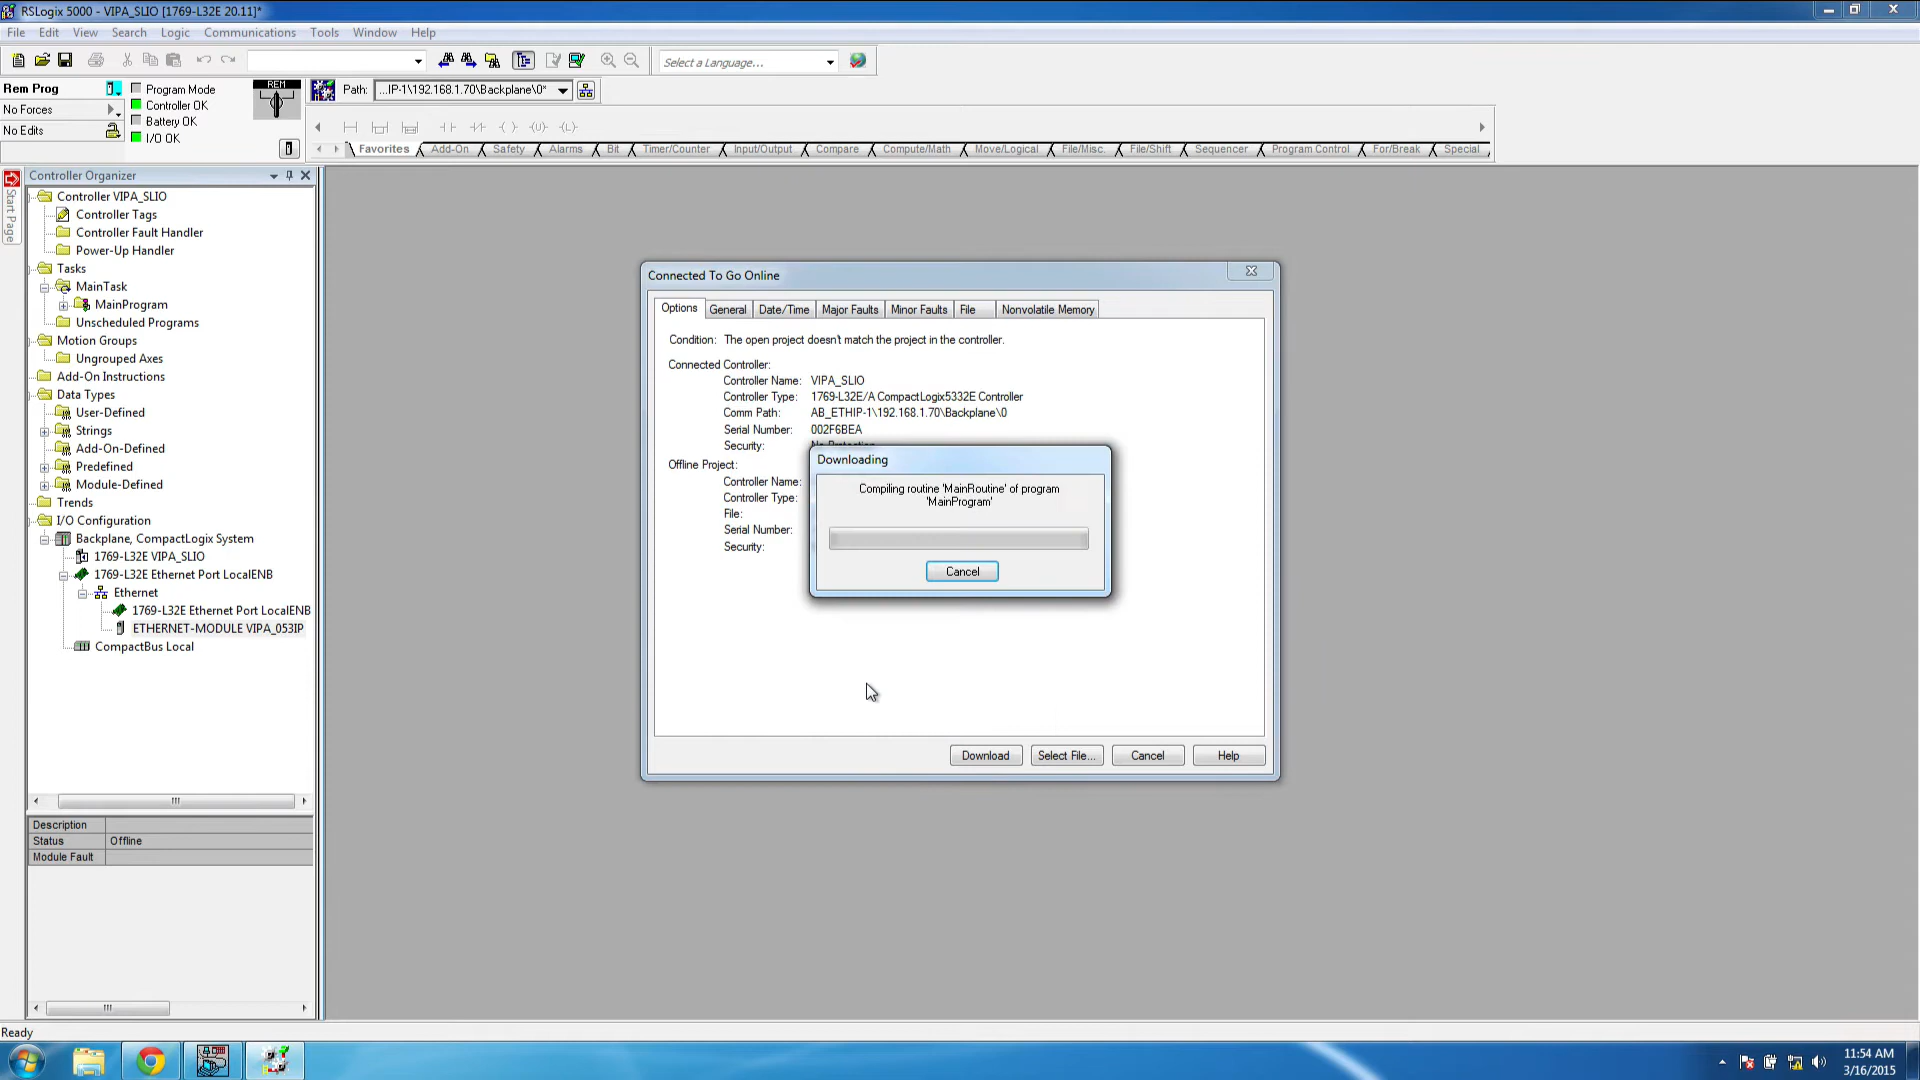 RSLogix 5000 - VIPA_SLIO [1769-L32E 20.11]*
File Edit View Search Logic Communications Tools Window Help
Select a Language...
Rem Prog
No Forces
No Edits
Program Mode
Controller OK
Battery OK
I/O OK
REM
Path: ...IP-1\192.168.1.70\Backplane\0*
(U) (L)
Favorites Add-On Safety Alarms Bit Timer/Counter Input/Output Compare Compute/Math Move/Logical File/Misc. File/Shift Sequencer Program Control For/Break Special
Start Page
Controller Organizer
Controller VIPA_SLIO
Controller Tags
Controller Fault Handler
Power-Up Handler
Tasks
MainTask
MainProgram
Unscheduled Programs
Motion Groups
Ungrouped Axes
Add-On Instructions
Data Types
User-Defined
Strings
Add-On-Defined
Predefined
Module-Defined
Trends
I/O Configuration
Backplane, CompactLogix System
1769-L32E VIPA_SLIO
1769-L32E Ethernet Port LocalENB
Ethernet
1769-L32E Ethernet Port LocalENB
ETHERNET-MODULE VIPA_053IP
CompactBus Local
Description
Status Offline
Module Fault
Connected To Go Online
Options General Date/Time Major Faults Minor Faults File Nonvolatile Memory
Condition: The open project doesn't match the project in the controller.
Connected Controller:
Controller Name: VIPA_SLIO
Controller Type: 1769-L32E/A CompactLogix5332E Controller
Comm Path: AB_ETHIP-1\192.168.1.70\Backplane\0
Serial Number: 002F6BEA
Security: No Protection
Offline Project:
Controller Name:
Controller Type:
File:
Serial Number:
Security:
Downloading
Compiling routine 'MainRoutine' of program
'MainProgram'
Cancel
Download Select File... Cancel Help
Ready
11:54 AM
3/16/2015